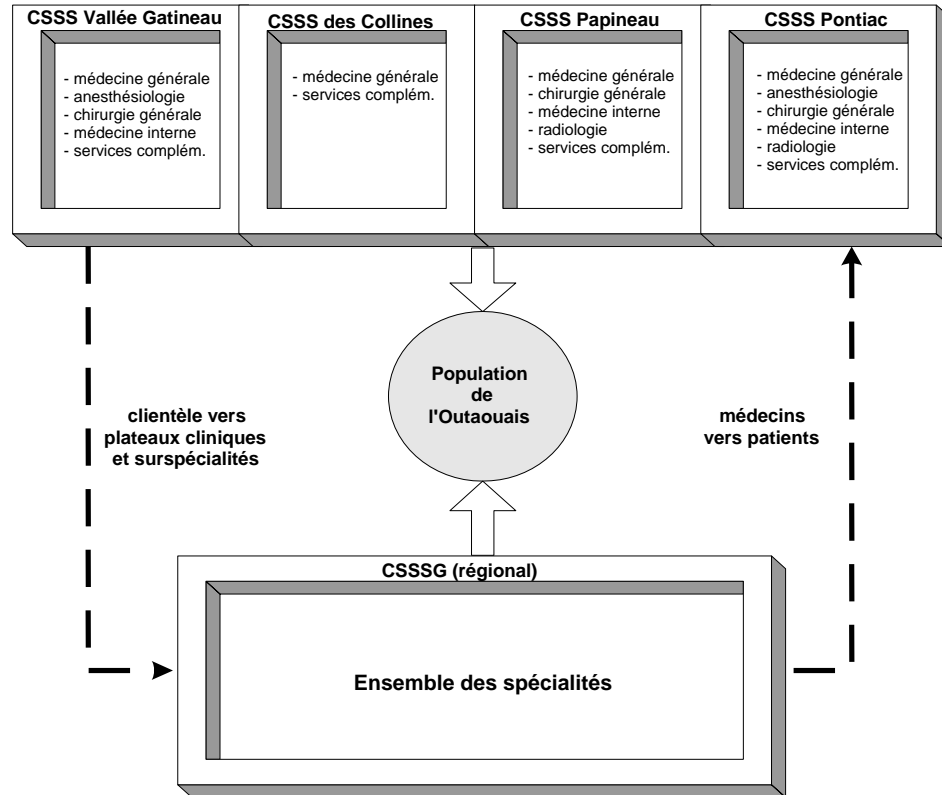 CSSS Vallée Gatineau
- médecine générale
- anesthésiologie
- chirurgie générale
- médecine interne
- services complém.
CSSS des Collines
- médecine générale
- services complém.
CSSS Papineau
- médecine générale
- chirurgie générale
- médecine interne
- radiologie
- services complém.
CSSS Pontiac
- médecine générale
- anesthésiologie
- chirurgie générale
- médecine interne
- radiologie
- services complém.
Population
de
l'Outaouais
clientèle vers
plateaux cliniques
et surspécialités
médecins
vers patients
CSSSG (régional)
Ensemble des spécialités